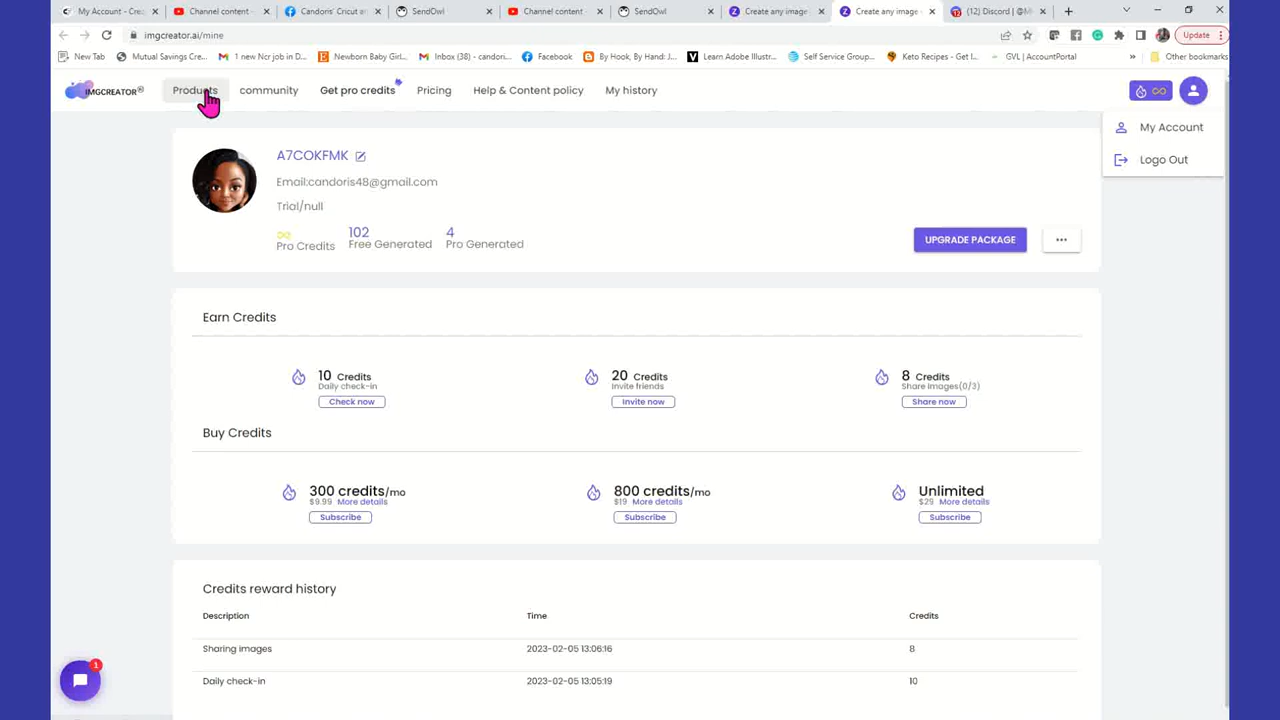 My Account - Crea
Channel content
Candoris' Cricut ar
SendOwl
Channel content
SendOwl
Create any image
Create any image
(12) Discord | @M
imgcreator.ai/mine
Update
New Tab
Mutual Savings Cre...
1 new Ncr job in D...
Newborn Baby Girl...
Inbox (38) - candori...
Facebook
By Hook, By Hand: J...
Learn Adobe Illustr...
Self Service Group...
Keto Recipes - Get I...
GVL | AccountPortal
»
Other bookmarks
IMGCREATOR
Products
community
Get pro credits
Pricing
Help & Content policy
My history
My Account
Logo Out
A7COKFMK
Email:candoris48@gmail.com
Trial/null
∞
Pro Credits
102
Free Generated
4
Pro Generated
UPGRADE PACKAGE
...
Earn Credits
10 Credits
Daily check-in
Check now
20 Credits
Invite friends
Invite now
8 Credits
Share Images(0/3)
Share now
Buy Credits
300 credits/mo
$9.99 More details
Subscribe
800 credits/mo
$19 More details
Subscribe
Unlimited
$25 More details
Subscribe
Credits reward history
Description
Time
Credits
Sharing images
2023-02-05 13:06:16
8
Daily check-in
2023-02-05 13:05:19
10
1